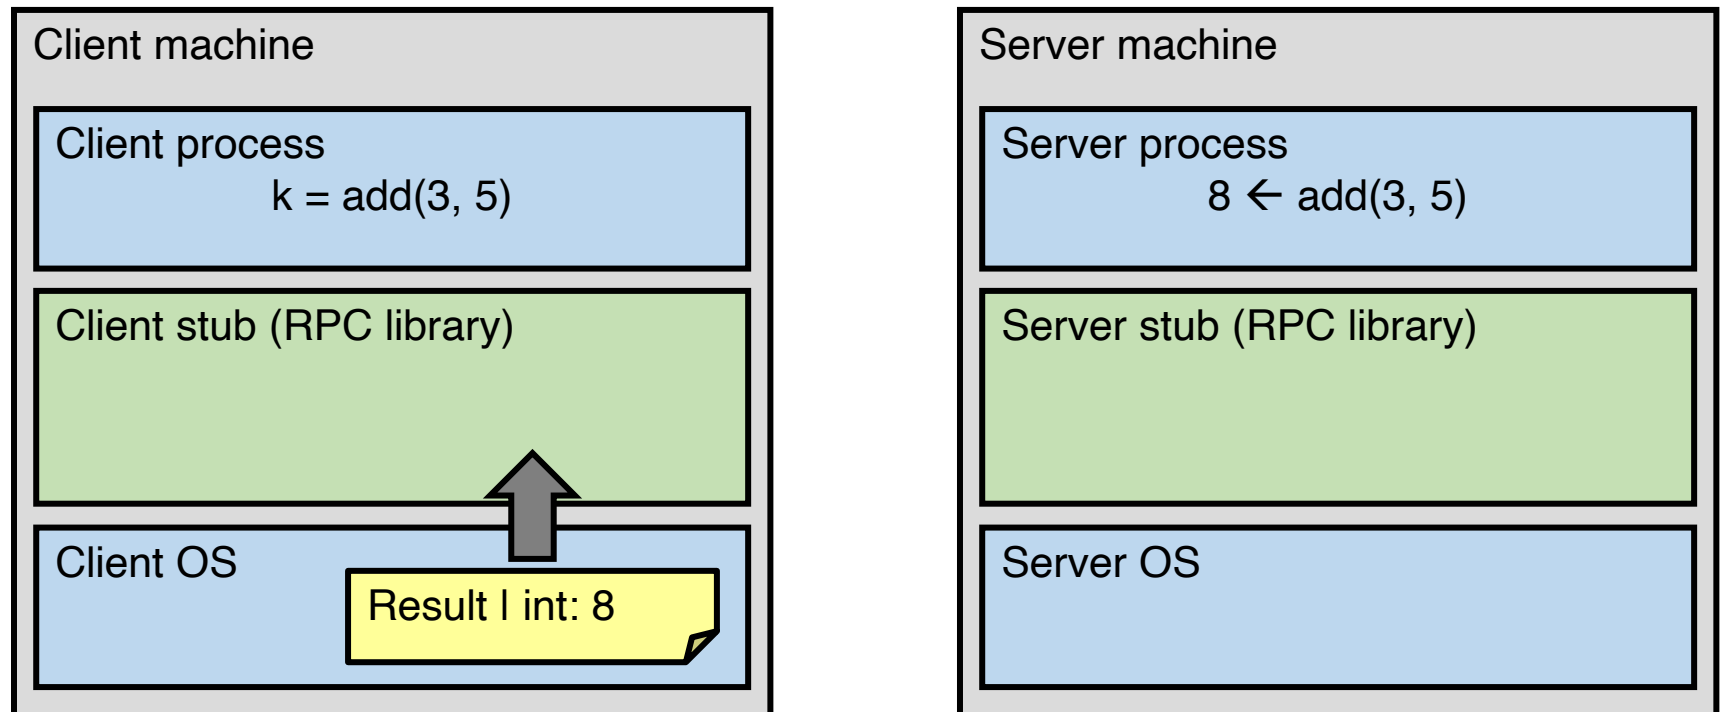 Client machine
Client process
k = add(3, 5)
Client stub (RPC library)
Client OS
Result | int: 8
Server machine
Server process
8 ← add(3, 5)
Server stub (RPC library)
Server OS